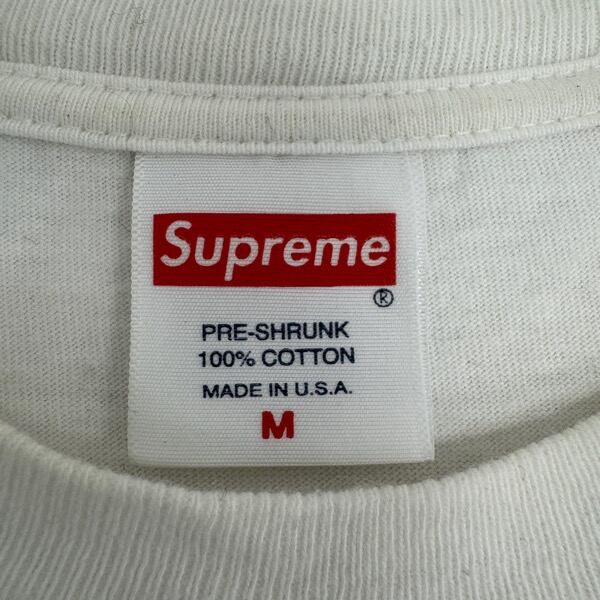 Supreme
®
PRE-SHRUNK
100% COTTON
MADE IN U.S.A.
M